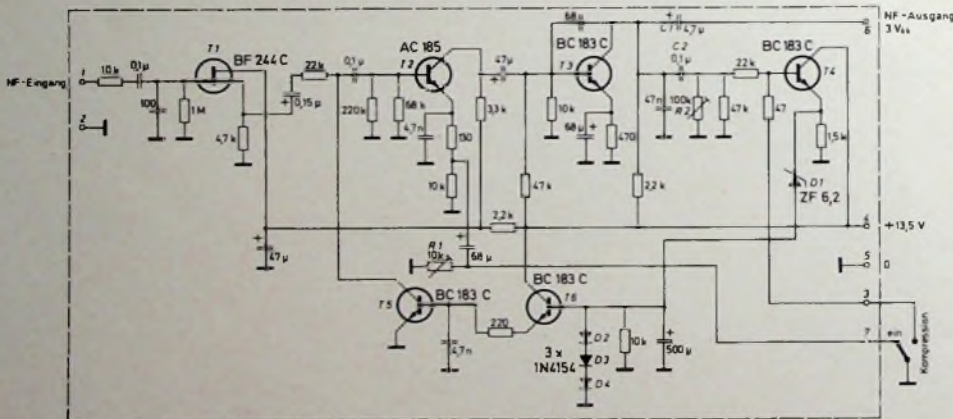 NF-Eingang
1
2
10k
0,1µ
100
1M
T1
BF 244 C
4,7k
0,15µ
22k
0,1µ
220k
68k
T2
AC 185
4,7n
130
10k
3,3k
47µ
68µ
T3
BC 183 C
10k
68µ
470
47k
C1
4,7µ
C2
0,1µ
47n
100k
R2
47k
22k
BC 183 C
T4
47
1,5k
D1
ZF 6,2
NF-Ausgang
6
3 Vss
2,2k
2,2k
47µ
R1
10k
68µ
4
+13,5 V
5
0
3
7
ein
Kompression
T5
BC 183 C
4,7n
220
BC 183 C
T6
3 x
1N4154
D2
D3
D4
10k
500µ